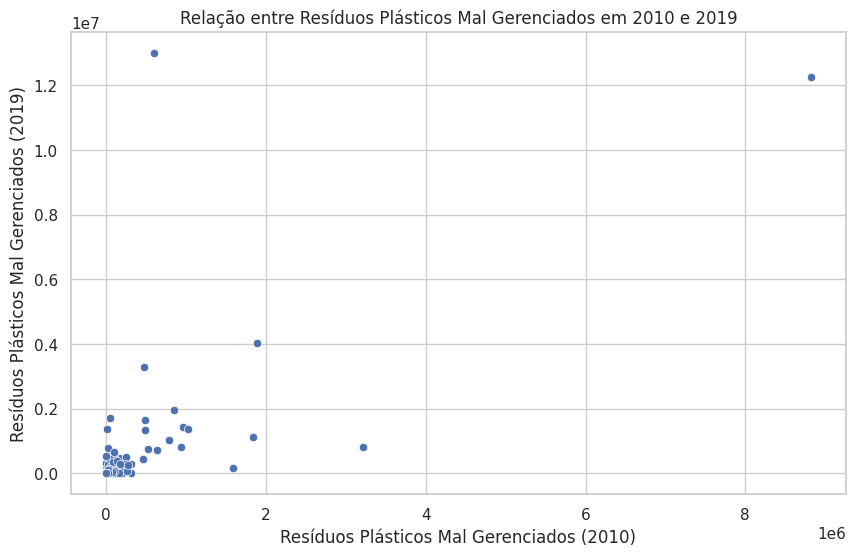 Relação entre Resíduos Plásticos Mal Gerenciados em 2010 e 2019
1e7
1.2
1.0
0.8
0.6
0.4
0.2
0.0
Resíduos Plásticos Mal Gerenciados (2019)
0
2
4
6
8
1e6
Resíduos Plásticos Mal Gerenciados (2010)